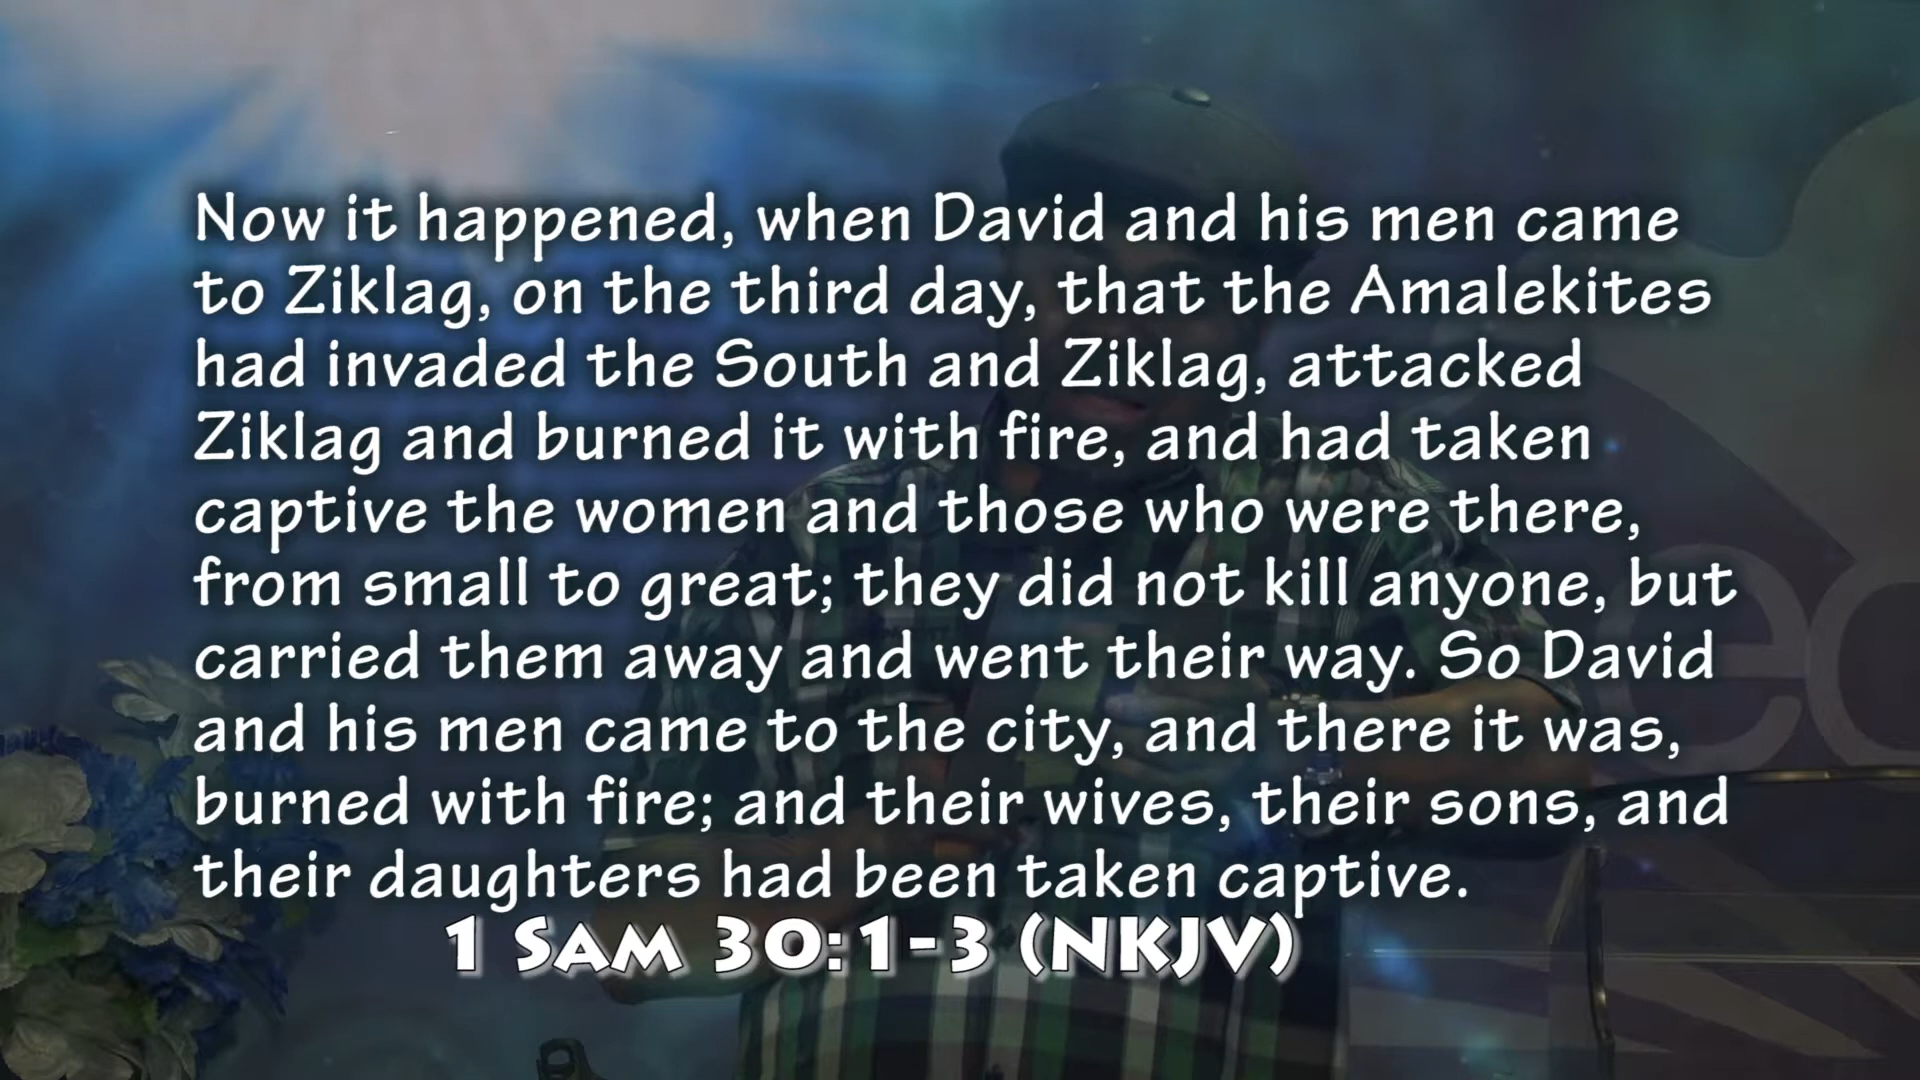 Now it happened, when David and his men came
to Ziklag, on the third day, that the Amalekites
had invaded the South and Ziklag, attacked
Ziklag and burned it with fire, and had taken
captive the women and those who were there,
from small to great; they did not kill anyone, but
carried them away and went their way. So David
and his men came to the city, and there it was,
burned with fire; and their wives, their sons, and
their daughters had been taken captive.
1 SAM 30:1-3 (NKJV)